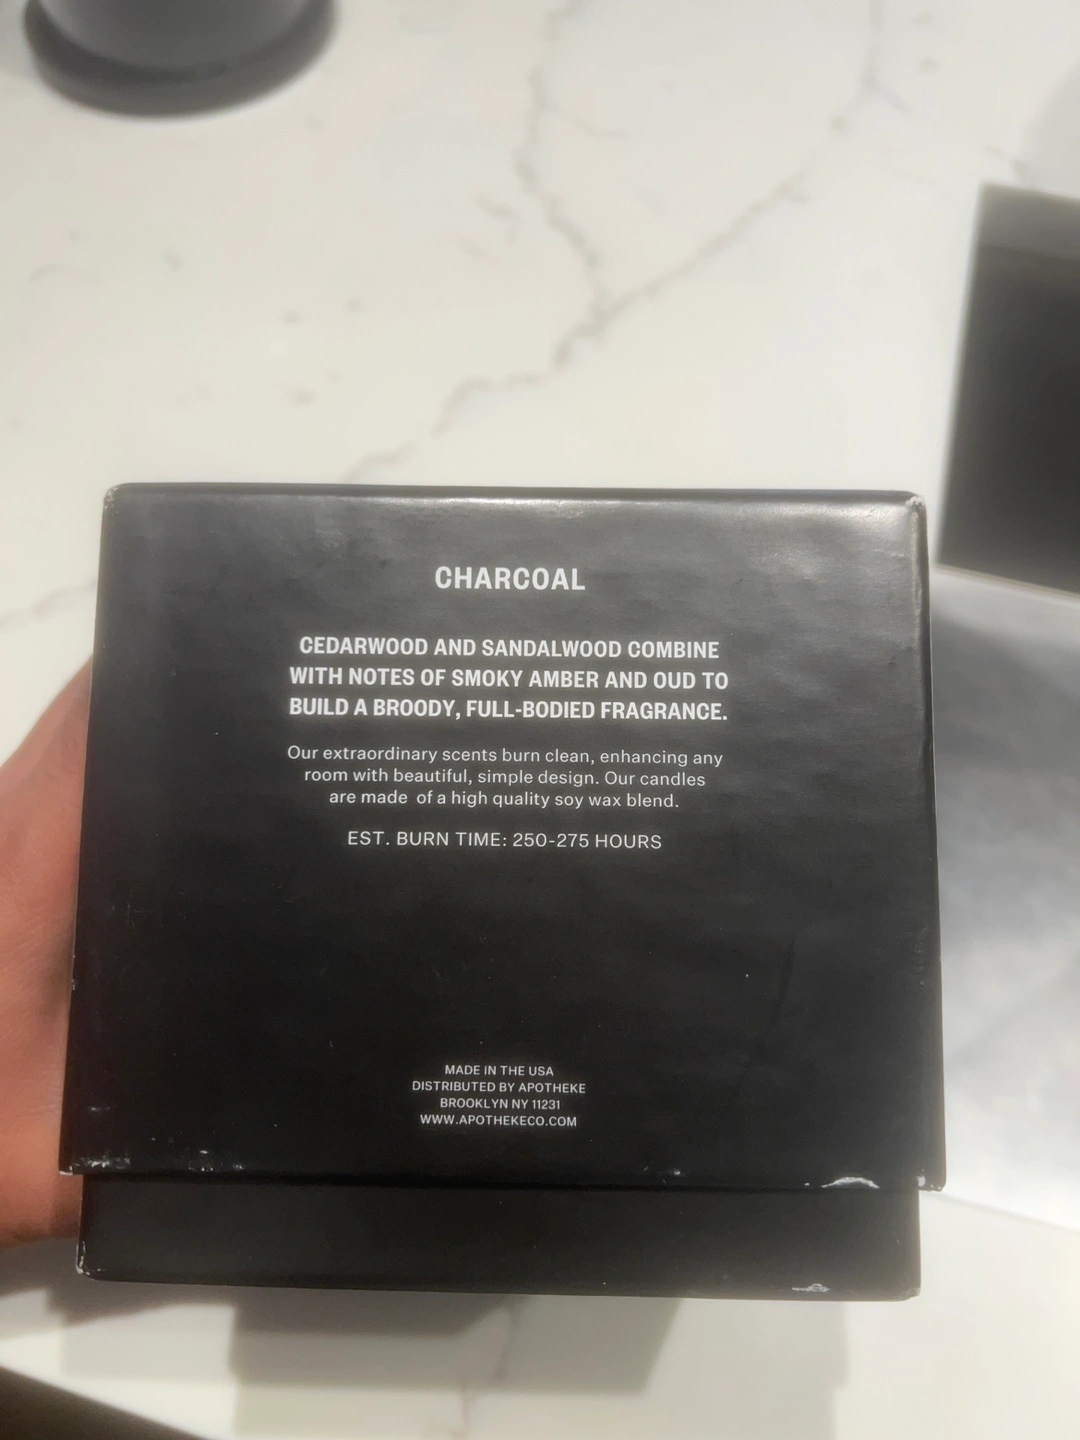 CHARCOAL
CEDARWOOD AND SANDALWOOD COMBINE
WITH NOTES OF SMOKY AMBER AND OUD TO
BUILD A BROODY, FULL-BODIED FRAGRANCE.
Our extraordinary scents burn clean, enhancing any
room with beautiful, simple design. Our candles
are made of a high quality soy wax blend.
EST. BURN TIME: 250-275 HOURS
MADE IN THE USA
DISTRIBUTED BY APOTHEKE
BROOKLYN NY 11231
WWW.APOTHEKECO.COM